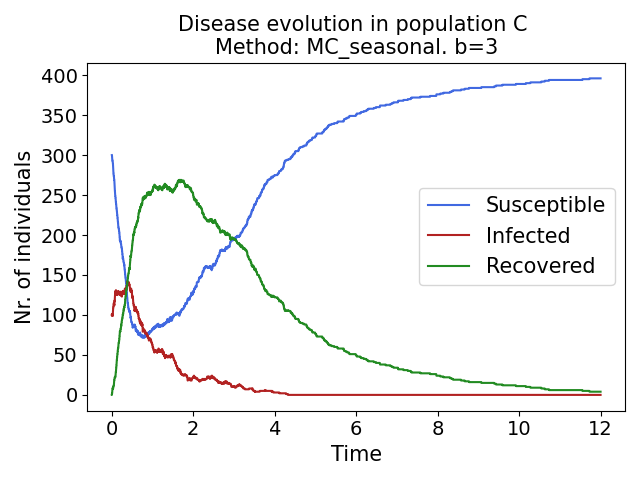 Disease evolution in population C
Method: MC_seasonal. b=3
Nr. of individuals
400
350
300
250
200
150
100
50
0
Susceptible
Infected
Recovered
0 2 4 6 8 10 12
Time